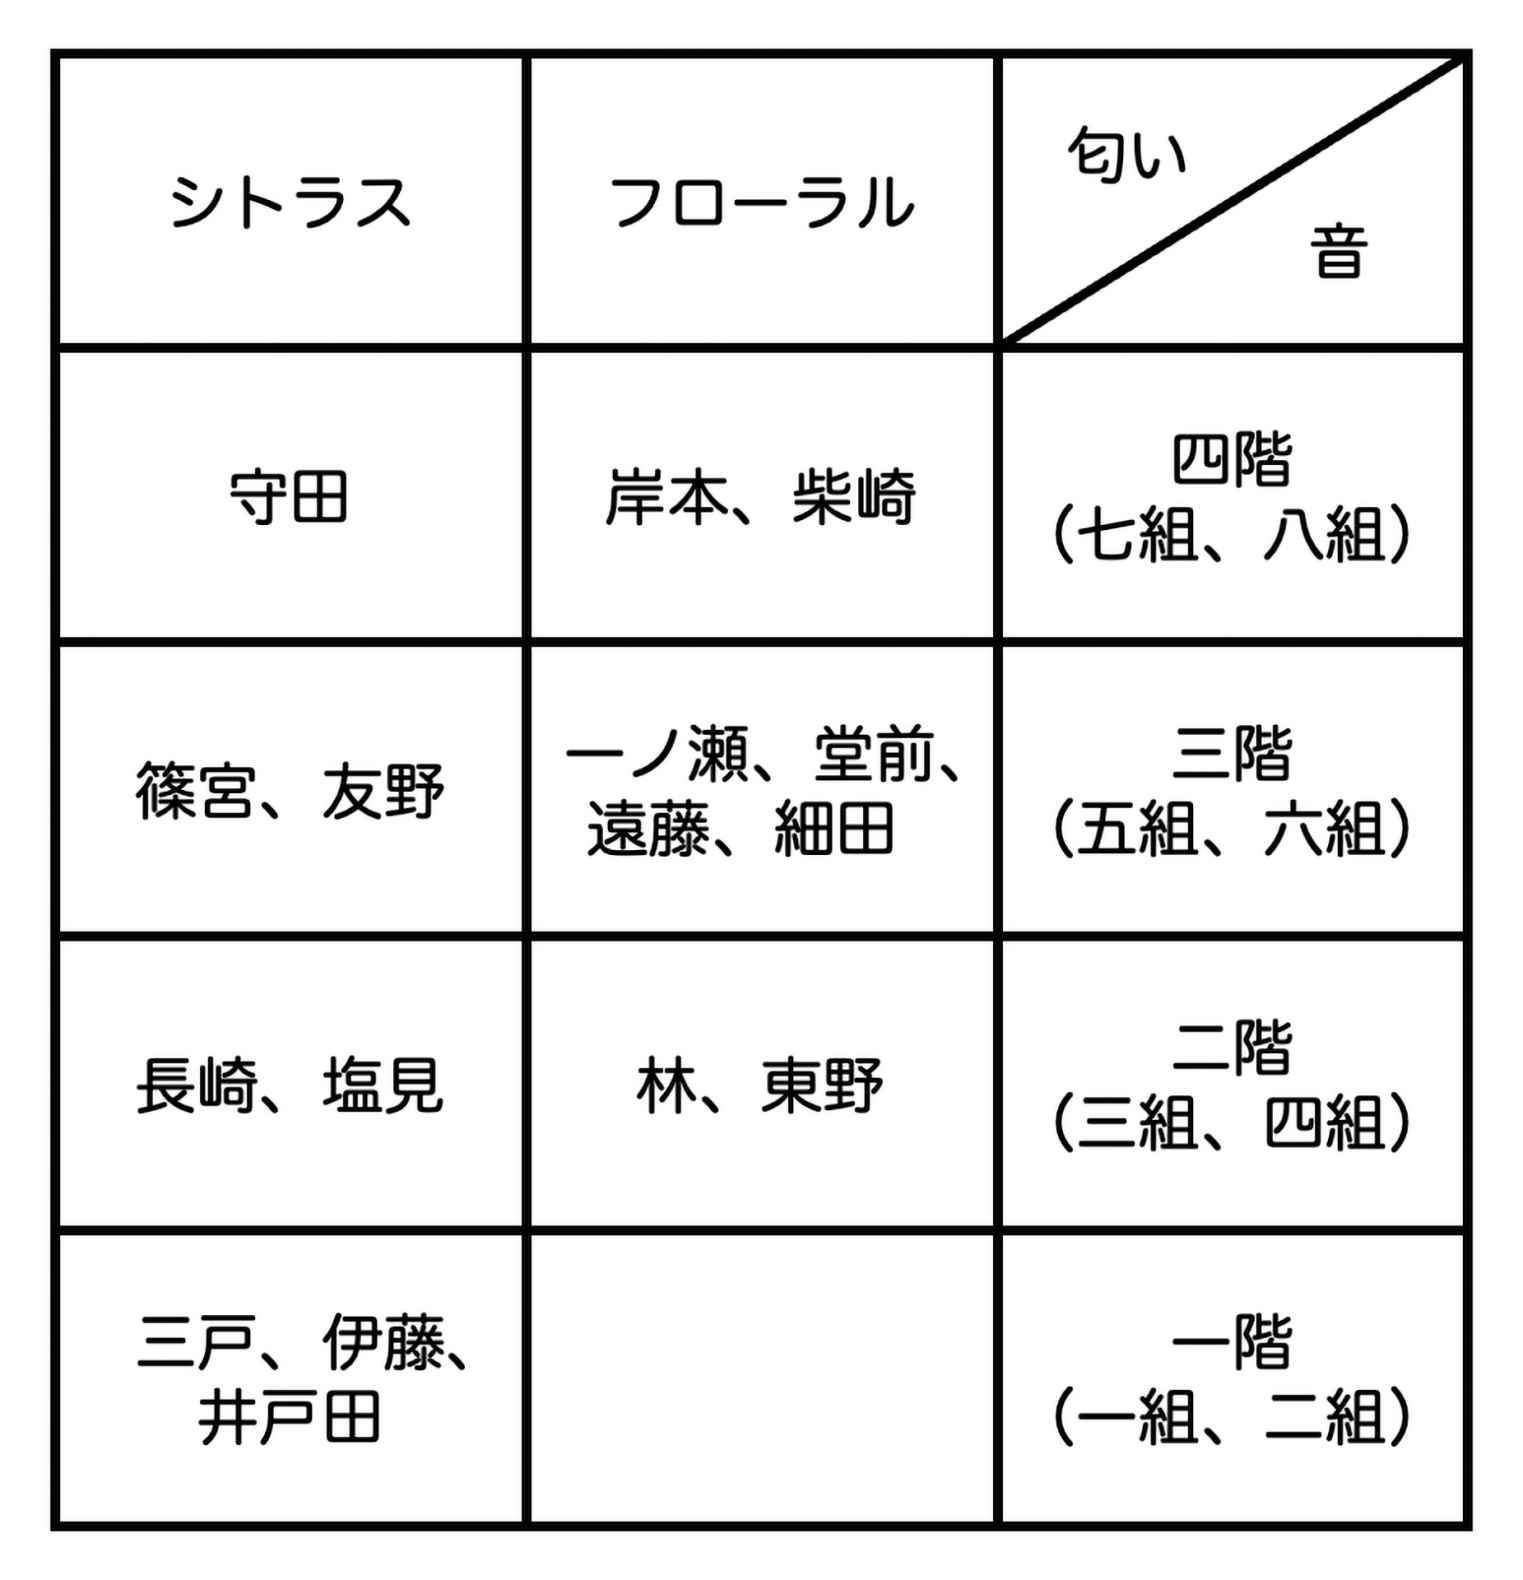 匂い
音
フローラル
シトラス
四階
（七組、八組）
岸本、柴崎
守田
三階
（五組、六組）
一ノ瀬、堂前、
遠藤、細田
篠宮、友野
二階
（三組、四組）
林、東野
長崎、塩見
一階
（一組、二組）
三戸、伊藤、
井戸田